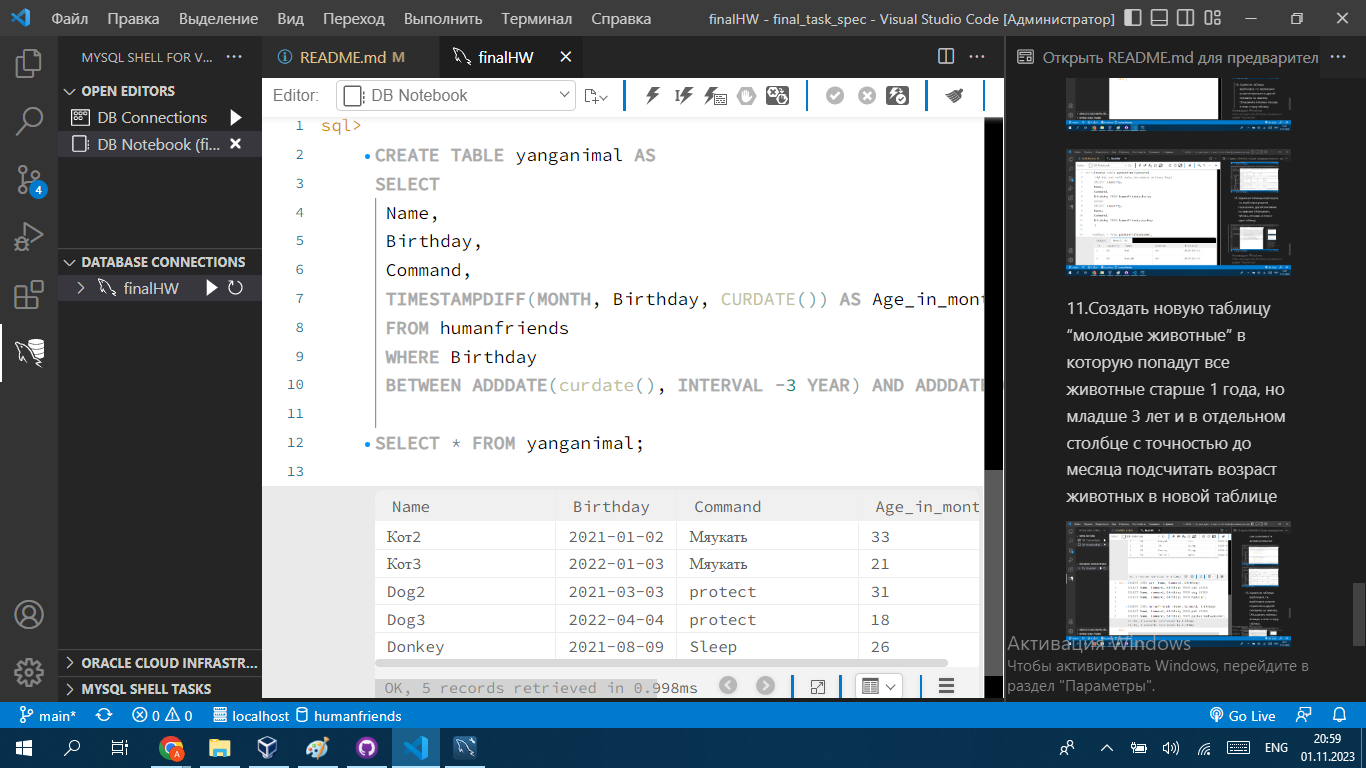 Файл Правка Выделение Вид Переход Выполнить Терминал Справка finalHW - final_task_spec - Visual Studio Code [Администратор]
MYSQL SHELL FOR V... ...
OPEN EDITORS
DB Connections
DB Notebook (fi...
4
DATABASE CONNECTIONS
finalHW
ORACLE CLOUD INFRASTR...
MYSQL SHELL TASKS
README.md M finalHW
Editor: DB Notebook
1 sql>
2 CREATE TABLE yanganimal AS
3 SELECT
4 Name,
5 Birthday,
6 Command,
7 TIMESTAMPDIFF(MONTH, Birthday, CURDATE()) AS Age_in_mont
8 FROM humanfriends
9 WHERE Birthday
10 BETWEEN ADDDATE(curdate(), INTERVAL -3 YEAR) AND ADDDATE
11
12 SELECT * FROM yanganimal;
13
Name Birthday Command Age_in_mont
Кот2 2021-01-02 Мяукать 33
Кот3 2022-01-03 Мяукать 21
Dog2 2021-03-03 protect 31
Dog3 2022-04-04 protect 18
Donkey 2021-08-09 Sleep 26
OK, 5 records retrieved in 0.998ms
Открыть README.md для предварител ...
11.Создать новую таблицу
“молодые животные” в
которую попадут все
животные старше 1 года, но
младше 3 лет и в отдельном
столбце с точностью до
месяца подсчитать возраст
животных в новой таблице
Активация Windows
Чтобы активировать Windows, перейдите в
раздел "Параметры".
main* 0 0 localhost humanfriends Go Live
ENG 20:59
01.11.2023